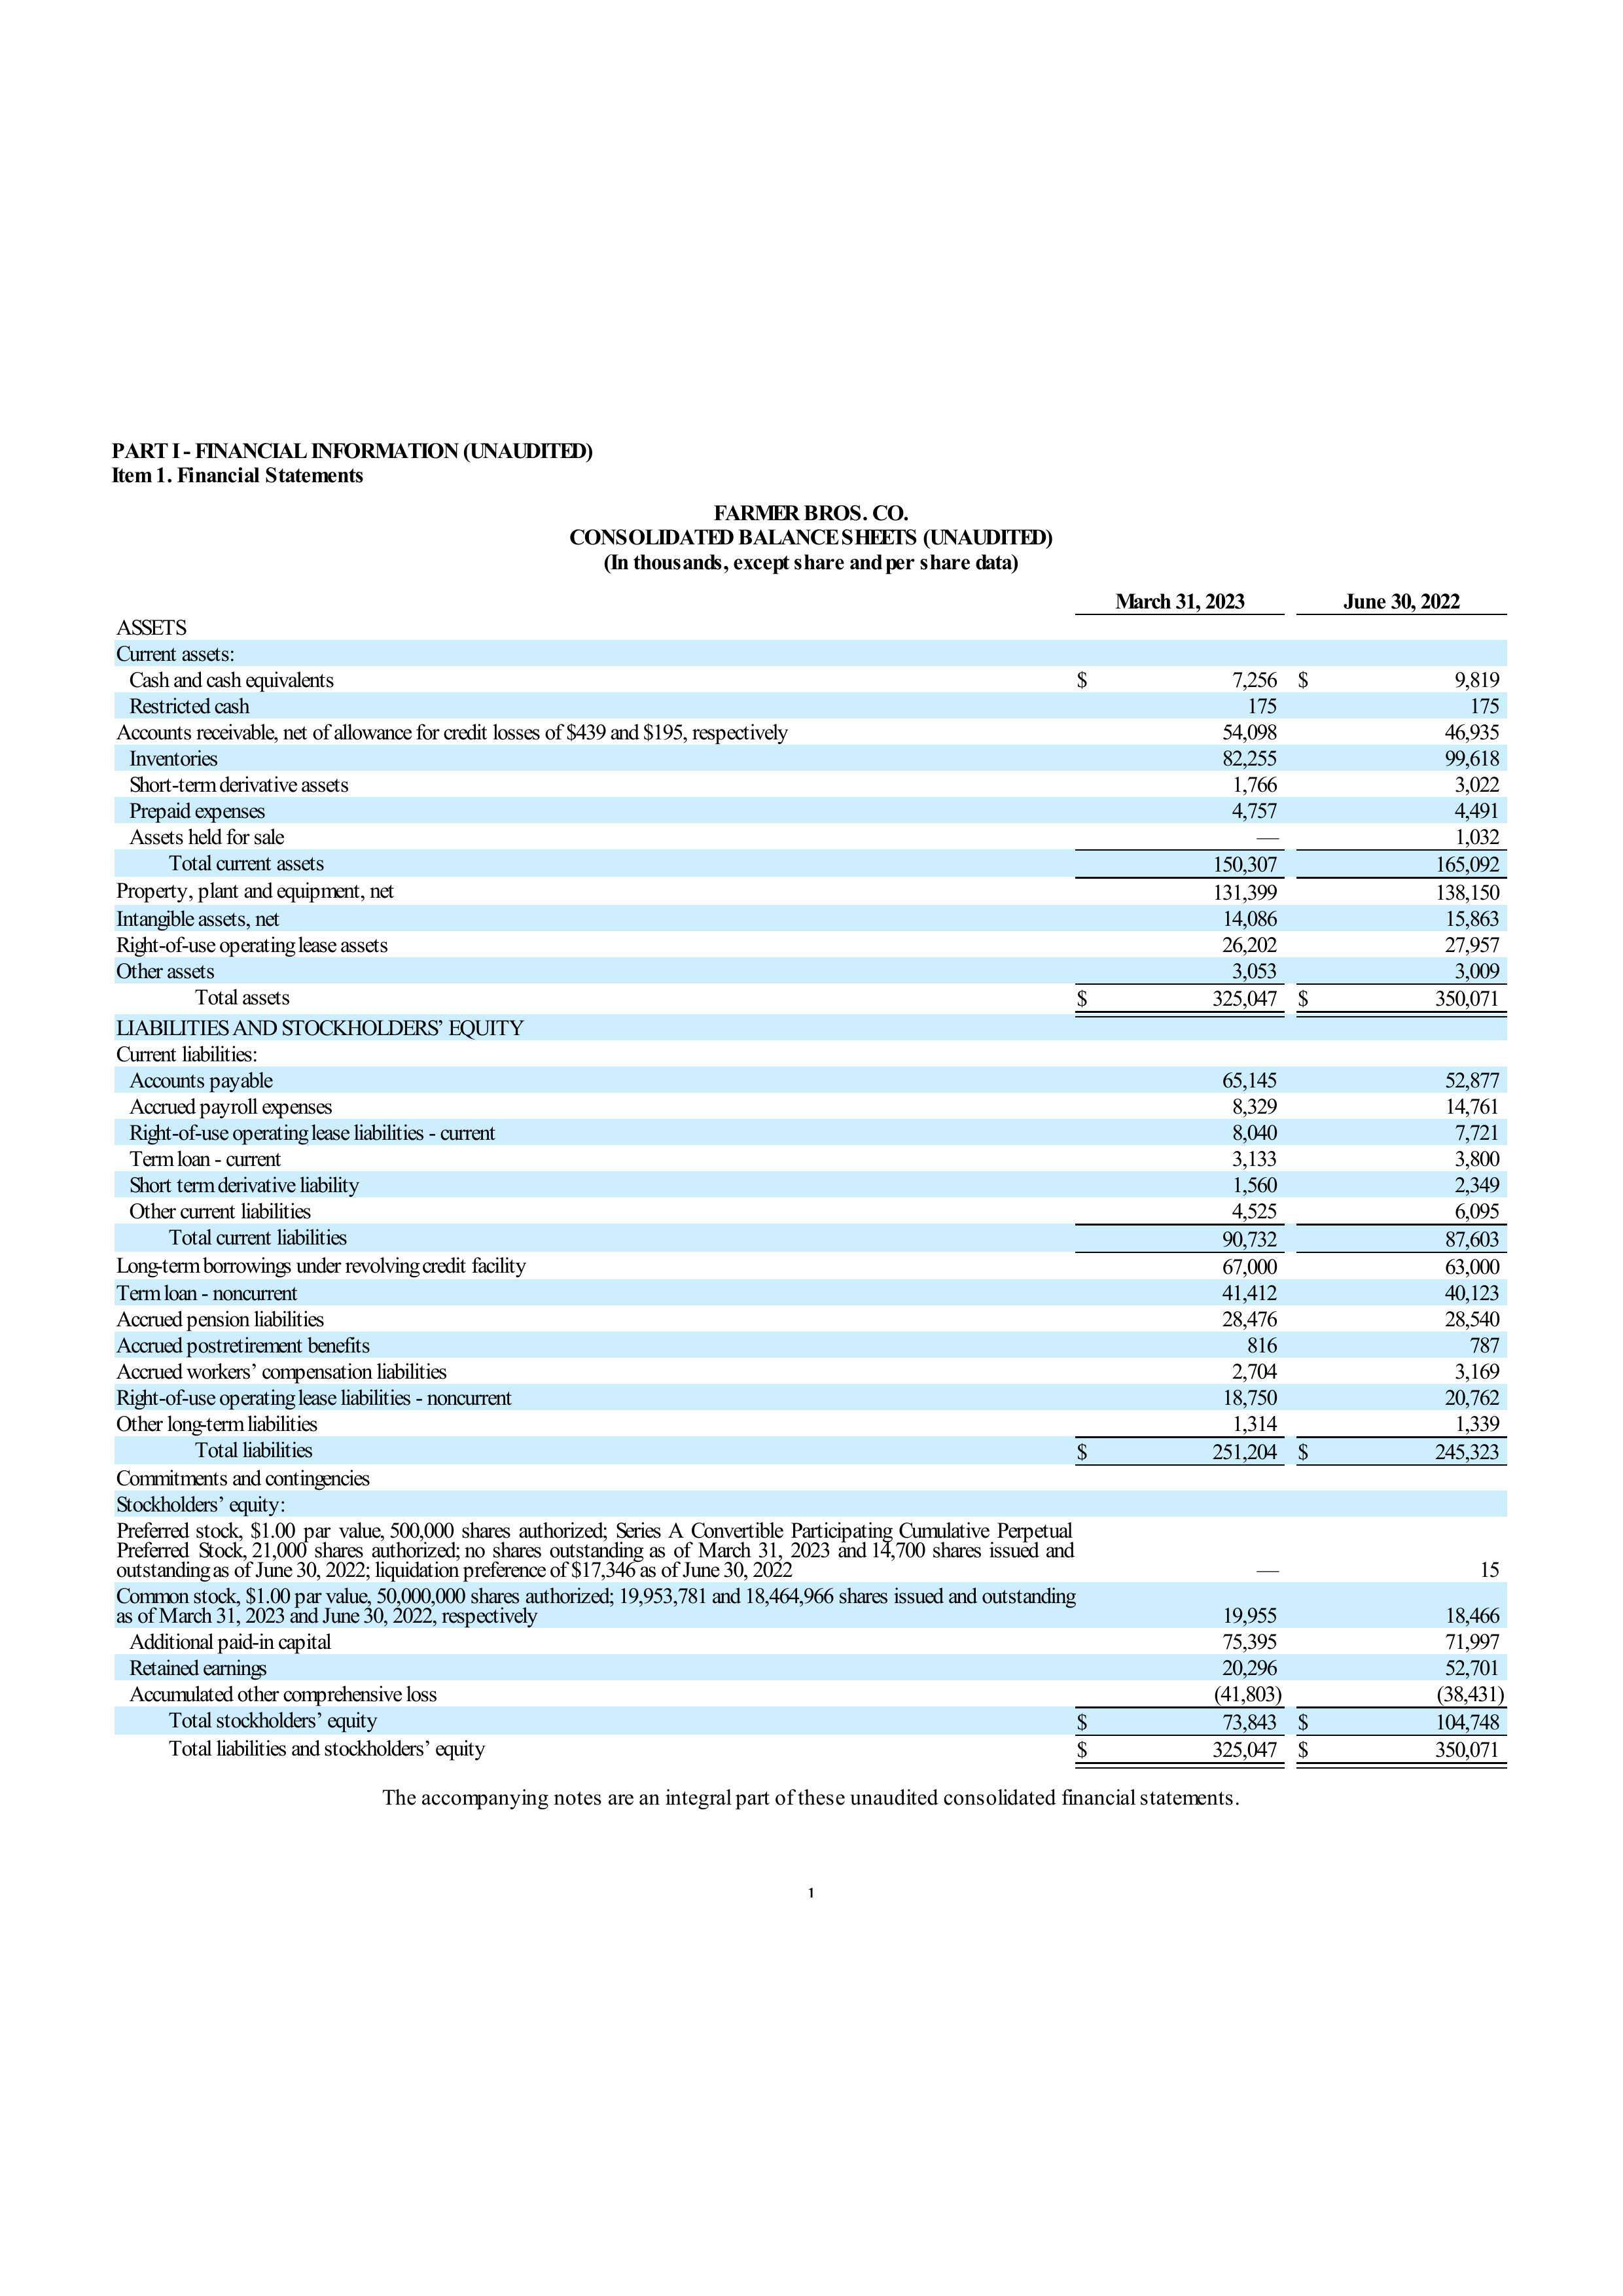 PART I - FINANCIAL INFORMATION (UNAUDITED)
Item 1. Financial Statements
FARMER BROS. CO.
CONSOLIDATED BALANCE SHEETS (UNAUDITED)
(In thousands, except share and per share data)
March 31, 2023 June 30, 2022
ASSETS
Current assets:
Cash and cash equivalents $ 7,256 $ 9,819
Restricted cash 175 175
Accounts receivable, net of allowance for credit losses of $439 and $195, respectively 54,098 46,935
Inventories 82,255 99,618
Short-term derivative assets 1,766 3,022
Prepaid expenses 4,757 4,491
Assets held for sale — 1,032
Total current assets 150,307 165,092
Property, plant and equipment, net 131,399 138,150
Intangible assets, net 14,086 15,863
Right-of-use operating lease assets 26,202 27,957
Other assets 3,053 3,009
Total assets $ 325,047 $ 350,071
LIABILITIES AND STOCKHOLDERS’ EQUITY
Current liabilities:
Accounts payable 65,145 52,877
Accrued payroll expenses 8,329 14,761
Right-of-use operating lease liabilities - current 8,040 7,721
Term loan - current 3,133 3,800
Short term derivative liability 1,560 2,349
Other current liabilities 4,525 6,095
Total current liabilities 90,732 87,603
Long-term borrowings under revolving credit facility 67,000 63,000
Term loan - noncurrent 41,412 40,123
Accrued pension liabilities 28,476 28,540
Accrued postretirement benefits 816 787
Accrued workers’ compensation liabilities 2,704 3,169
Right-of-use operating lease liabilities - noncurrent 18,750 20,762
Other long-term liabilities 1,314 1,339
Total liabilities $ 251,204 $ 245,323
Commitments and contingencies
Stockholders’ equity:
Preferred stock, $1.00 par value, 500,000 shares authorized; Series A Convertible Participating Cumulative Perpetual
Preferred Stock, 21,000 shares authorized; no shares outstanding as of March 31, 2023 and 14,700 shares issued and
outstanding as of June 30, 2022; liquidation preference of $17,346 as of June 30, 2022 — 15
Common stock, $1.00 par value, 50,000,000 shares authorized; 19,953,781 and 18,464,966 shares issued and outstanding
as of March 31, 2023 and June 30, 2022, respectively 19,955 18,466
Additional paid-in capital 75,395 71,997
Retained earnings 20,296 52,701
Accumulated other comprehensive loss (41,803) (38,431)
Total stockholders’ equity $ 73,843 $ 104,748
Total liabilities and stockholders’ equity $ 325,047 $ 350,071
The accompanying notes are an integral part of these unaudited consolidated financial statements.
1